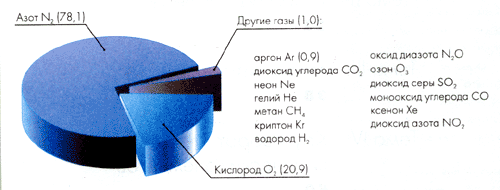 Азот N₂ (78,1)
Другие газы (1,0):
аргон Ar (0,9)
диоксид углерода CO₂
неон Ne
гелий He
метан CH₄
криптон Kr
водород H₂
оксид диазота N₂O
озон O₃
диоксид серы SO₂
монооксид углерода CO
ксенон Xe
диоксид азота NO₂
Кислород O₂ (20,9)